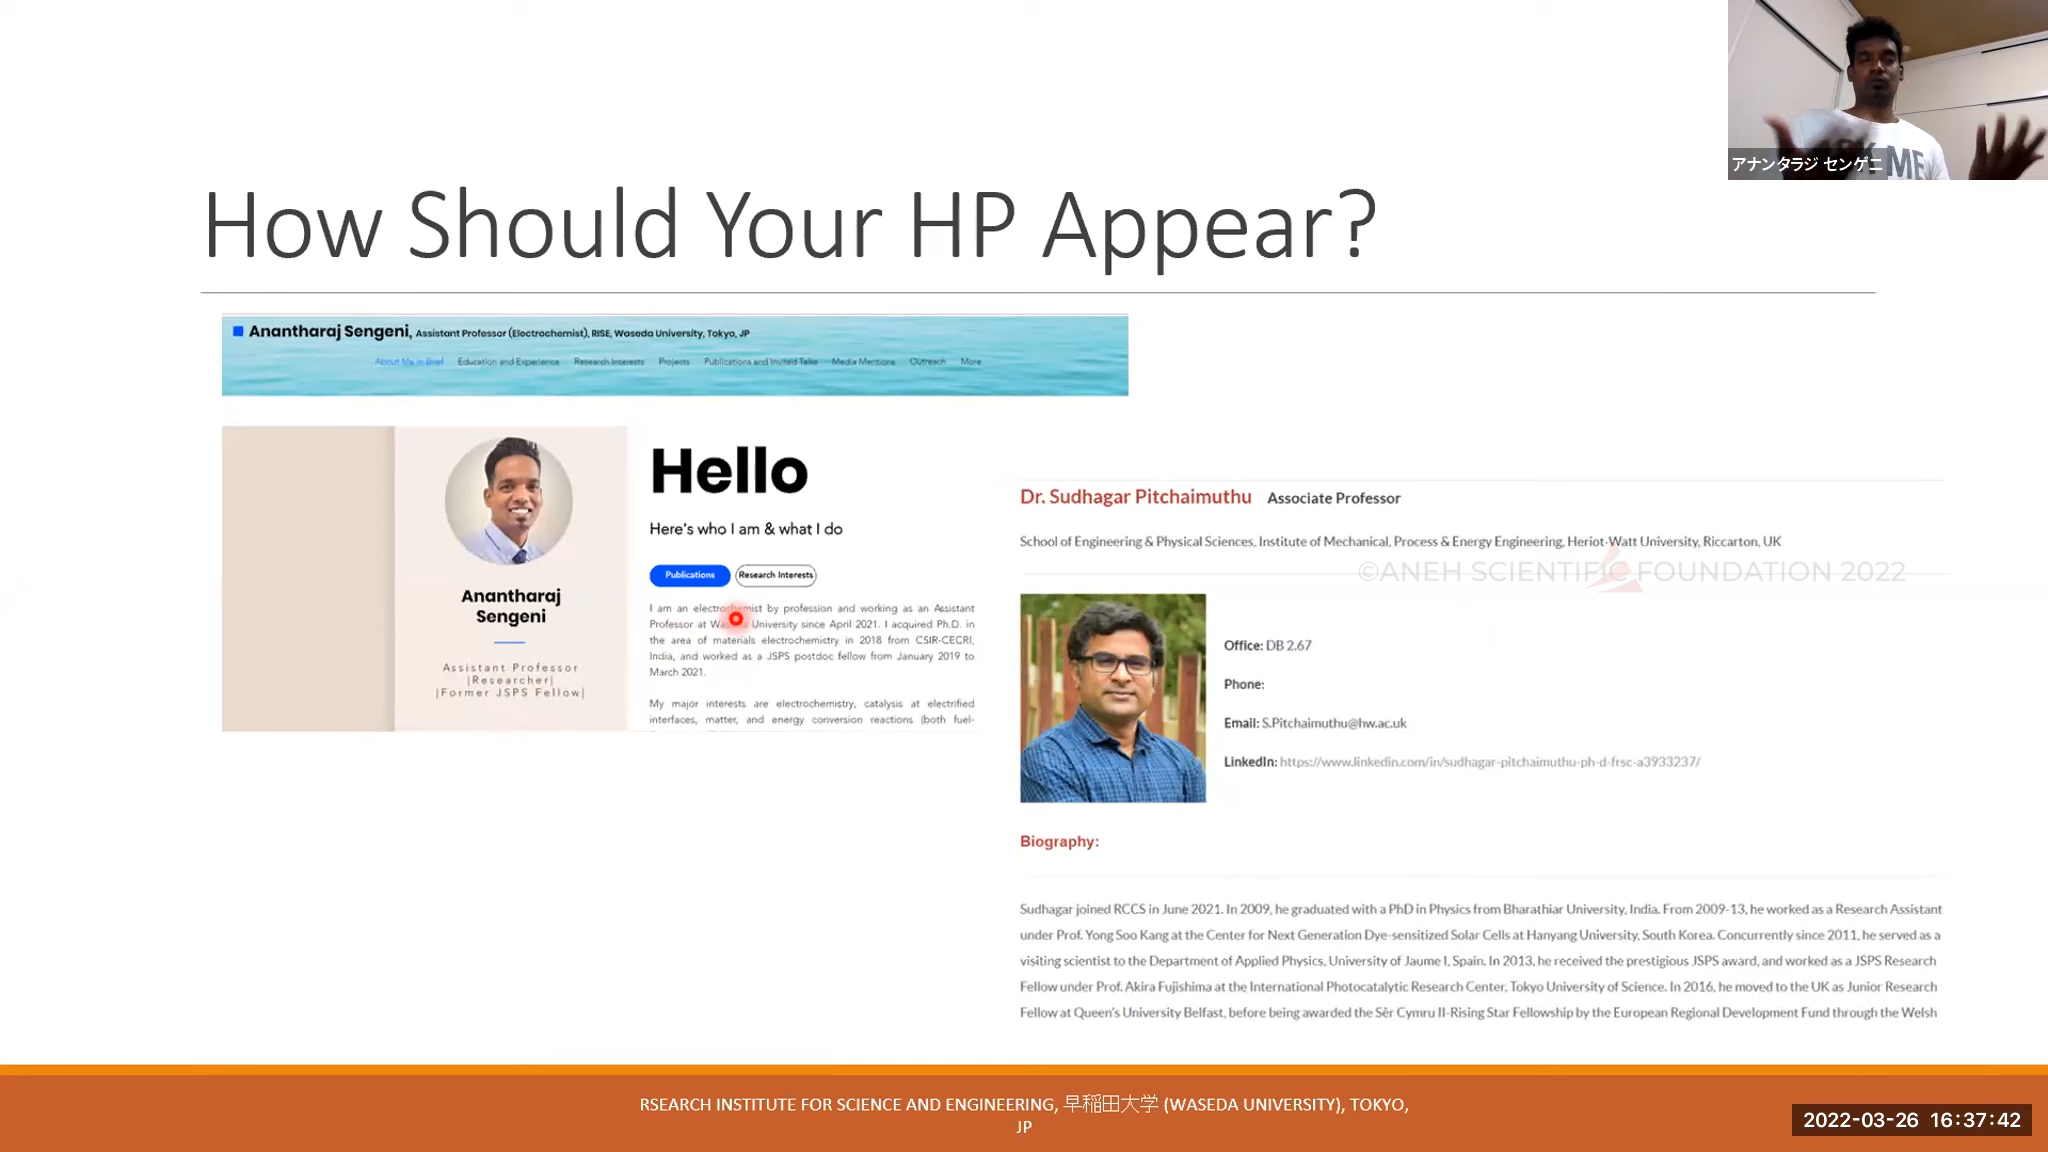 アナンタラジ センゲニ
ME
How Should Your HP Appear?
Anantharaj Sengeni, Assistant Professor (Electrochemist), RISE, Waseda University, Tokyo, JP
About Me in Brief Education and Experience Research Interests Projects Publications and Invited Talks Media Mentions Outreach More
Anantharaj
Sengeni
Assistant Professor
|Researcher|
|Former JSPS Fellow|
Hello
Here's who I am & what I do
Publications Research Interests
I am an electrochemist by profession and working as an Assistant
Professor at University since April 2021. I acquired Ph.D. in
the area of materials electrochemistry in 2018 from CSIR-CECRI,
India, and worked as a JSPS postdoc fellow from January 2019 to
March 2021.
My major interests are electrochemistry, catalysis at electrified
interfaces, matter, and energy conversion reactions (both fuel-
Dr. Sudhagar Pitchaimuthu Associate Professor
School of Engineering & Physical Sciences, Institute of Mechanical, Process & Energy Engineering, Heriot-Watt University, Riccarton, UK
©ANEH SCIENTIFIC FOUNDATION 2022
Office: DB 2.67
Phone:
Email: S.Pitchaimuthu@hw.ac.uk
LinkedIn: https://www.linkedin.com/in/sudhagar-pitchaimuthu-ph-d-frsc-a3933237/
Biography:
Sudhagar joined RCCS in June 2021. In 2009, he graduated with a PhD in Physics from Bharathiar University, India. From 2009-13, he worked as a Research Assistant
under Prof. Yong Soo Kang at the Center for Next Generation Dye-sensitized Solar Cells at Hanyang University, South Korea. Concurrently since 2011, he served as a
visiting scientist to the Department of Applied Physics, University of Jaume I, Spain. In 2013, he received the prestigious JSPS award, and worked as a JSPS Research
Fellow under Prof. Akira Fujishima at the International Photocatalytic Research Center, Tokyo University of Science. In 2016, he moved to the UK as Junior Research
Fellow at Queen's University Belfast, before being awarded the Sêr Cymru II-Rising Star Fellowship by the European Regional Development Fund through the Welsh
RSEARCH INSTITUTE FOR SCIENCE AND ENGINEERING, 早稲田大学 (WASEDA UNIVERSITY), TOKYO,
JP
2022-03-26 16:37:42